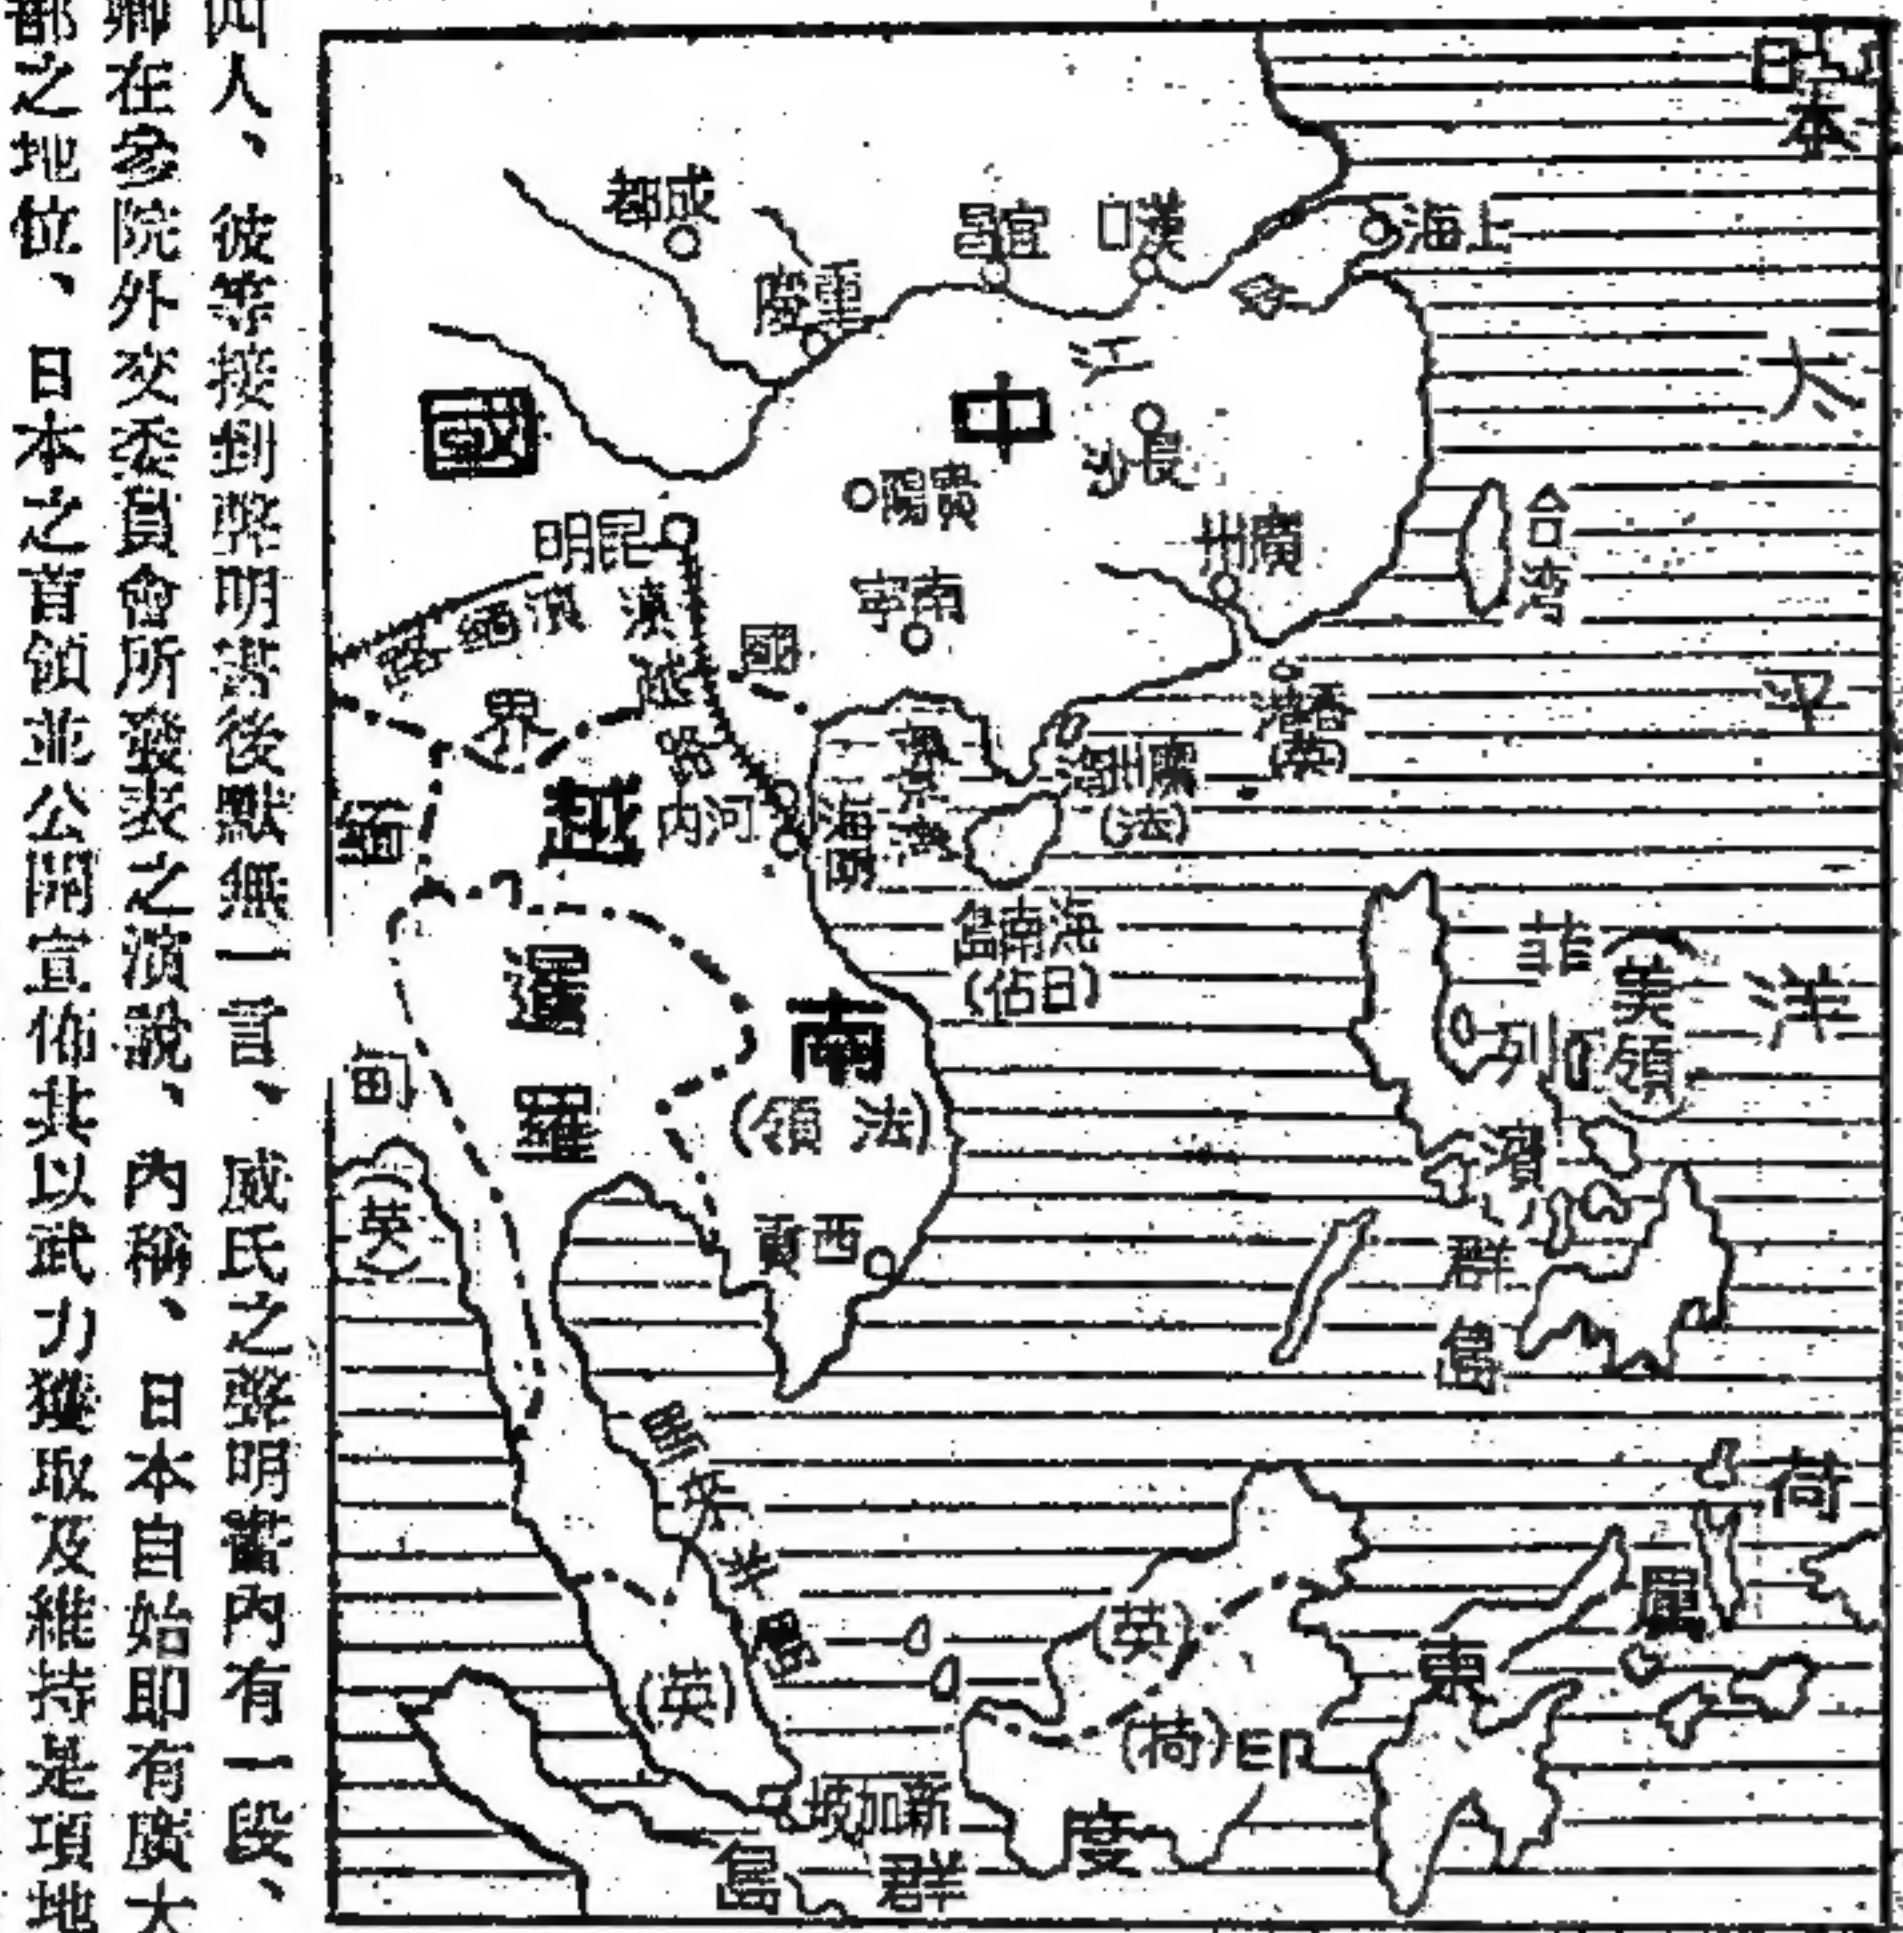 四人、彼等接到聲明書後默無一言、威氏之聲明書內有一段、
卿在參院外交委員會所發表之演說、內稱、日本自始即有廣大
部之地位、日本之首領並公開宣佈其以武力獲取及維持是項地
日本
太平洋
成都
重慶
宜昌
漢口
上海
江
中國
長沙
貴陽
昆明
廣州
台湾
南寧
滇緬路
滇越路
國界
香港
(英)
廣州灣
(法)
東京灣
河內
海防
海南島
(日佔)
緬甸
(英)
越南
(法領)
暹羅
西貢
菲列濱群島
(美領)
馬來半島
(英)
新加坡
(英)
(荷)
荷屬東印度群島